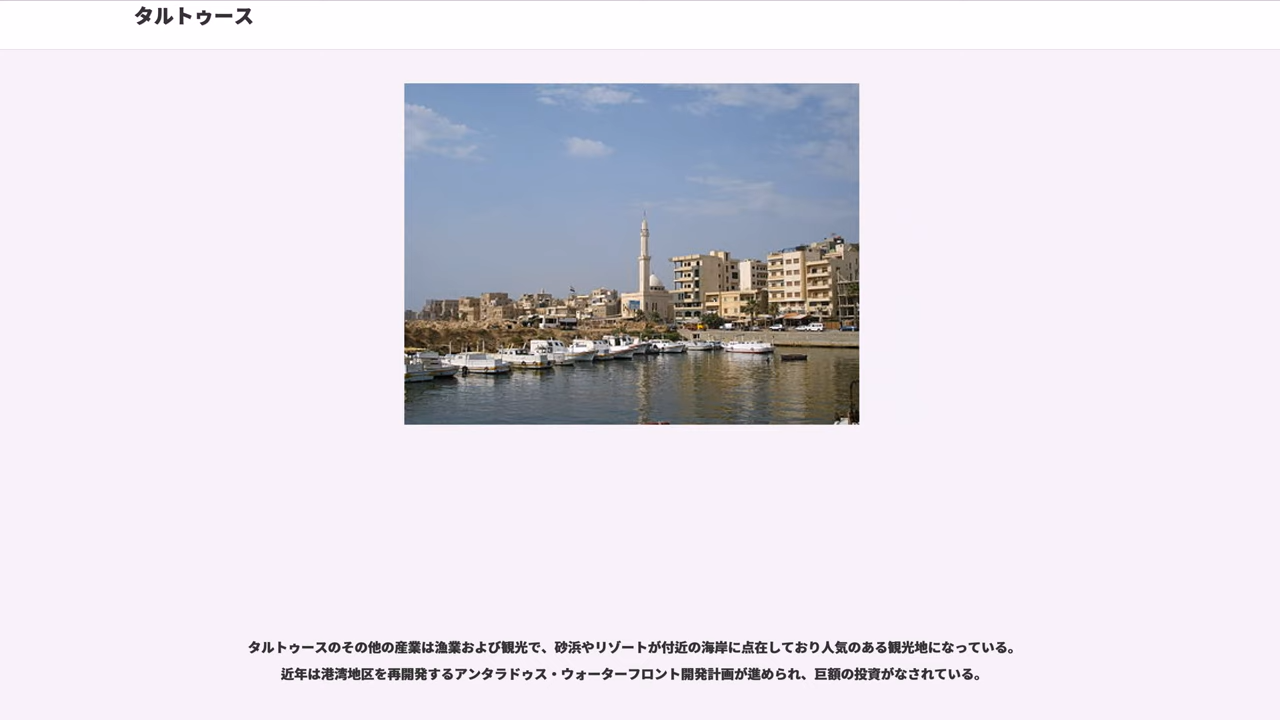 タルトゥース
タルトゥースのその他の産業は漁業および観光で、砂浜やリゾートが付近の海岸に点在しており人気のある観光地になっている。
近年は港湾地区を再開発するアンタラドゥス・ウォーターフロント開発計画が進められ、巨額の投資がなされている。